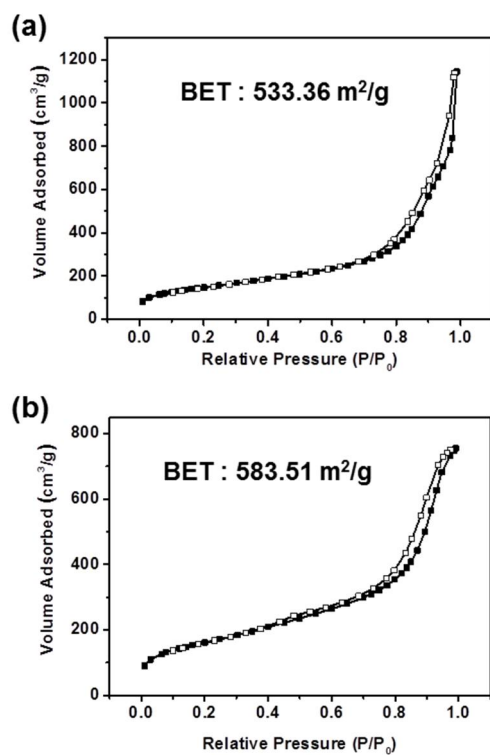 (a)
1200
1000
800
600
400
200
0
Volume Adsorbed (cm³/g)
BET : 533.36 m²/g
0.0 0.2 0.4 0.6 0.8 1.0
Relative Pressure (P/P₀)
(b)
800
600
400
200
0
Volume Adsorbed (cm³/g)
BET : 583.51 m²/g
0.0 0.2 0.4 0.6 0.8 1.0
Relative Pressure (P/P₀)